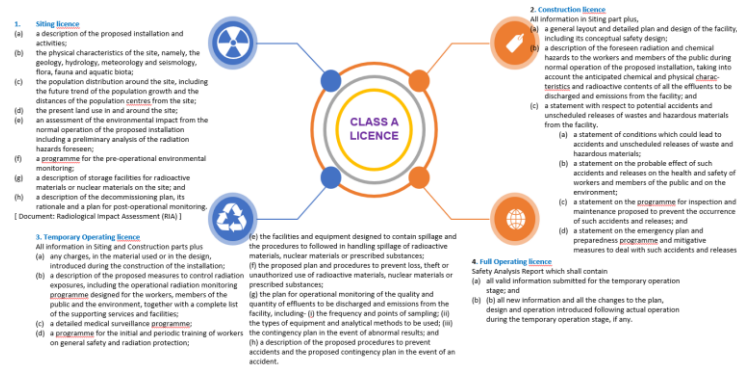 1. Siting licence
(a) a description of the proposed installation and
activities;
(b) the physical characteristics of the site, namely, the
geology, hydrology, meteorology and seismology,
flora, fauna and aquatic biota;
(c) the population distribution around the site, including
the future trend of the population growth and the
distances of the population centres from the site;
(d) the present land use in and around the site;
(e) an assessment of the environmental impact from the
normal operation of the proposed installation
including a preliminary analysis of the radiation
hazards foreseen;
(f) a programme for the pre-operational environmental
monitoring;
(g) a description of storage facilities for radioactive
materials or nuclear materials on the site; and
(h) a description of the decommissioning plan, its
rationale and a plan for post-operational monitoring.
[ Document: Radiological Impact Assessment (RIA) ]
CLASS A
LICENCE
2. Construction licence
All information in Siting part plus,
(a) a general layout and detailed plan and design of the facility,
including its conceptual safety design;
(b) a description of the foreseen radiation and chemical
hazards to the workers and members of the public during
normal operation of the proposed installation, taking into
account the anticipated chemical and physical charac-
teristics and radioactive contents of all the effluents to be
discharged and emissions from the facility; and
(c) a statement with respect to potential accidents and
unscheduled releases of wastes and hazardous materials
from the facility.
(a) a statement of conditions which could lead to
accidents and unscheduled releases of waste and
hazardous materials;
(b) a statement on the probable effect of such
accidents and releases on the health and safety of
workers and members of the public and on the
environment;
(c) a statement on the programme for inspection and
maintenance proposed to prevent the occurrence
of such accidents and releases; and
(d) a statement on the emergency plan and
preparedness programme and mitigative
measures to deal with such accidents and releases
3. Temporary Operating licence
All information in Siting and Construction parts plus
(a) any charges, in the material used or in the design,
introduced during the construction of the installation;
(b) a description of the proposed measures to control radiation
exposures, including the operational radiation monitoring
programme designed for the workers, members of the
public and the environment, together with a complete list
of the supporting services and facilities;
(c) a detailed medical surveillance programme;
(d) a programme for the initial and periodic training of workers
on general safety and radiation protection;
(e) the facilities and equipment designed to contain spillage and
the procedures to followed in handling spillage of radioactive
materials, nuclear materials or prescribed substances;
(f) the proposed plan and procedures to prevent loss, theft or
unauthorized use of radioactive materials, nuclear materials or
prescribed substances;
(g) the plan for operational monitoring of the quality and
quantity of effluents to be discharged and emissions from the
facility, including- (i) the frequency and points of sampling; (ii)
the types of equipment and analytical methods to be used; (iii)
the contingency plan in the event of abnormal results; and
(h) a description of the proposed procedures to prevent
accidents and the proposed contingency plan in the event of an
accident.
4. Full Operating licence
Safety Analysis Report which shall contain
(a) all valid information submitted for the temporary operation
stage; and
(b) (b) all new information and all the changes to the plan,
design and operation introduced following actual operation
during the temporary operation stage, if any.